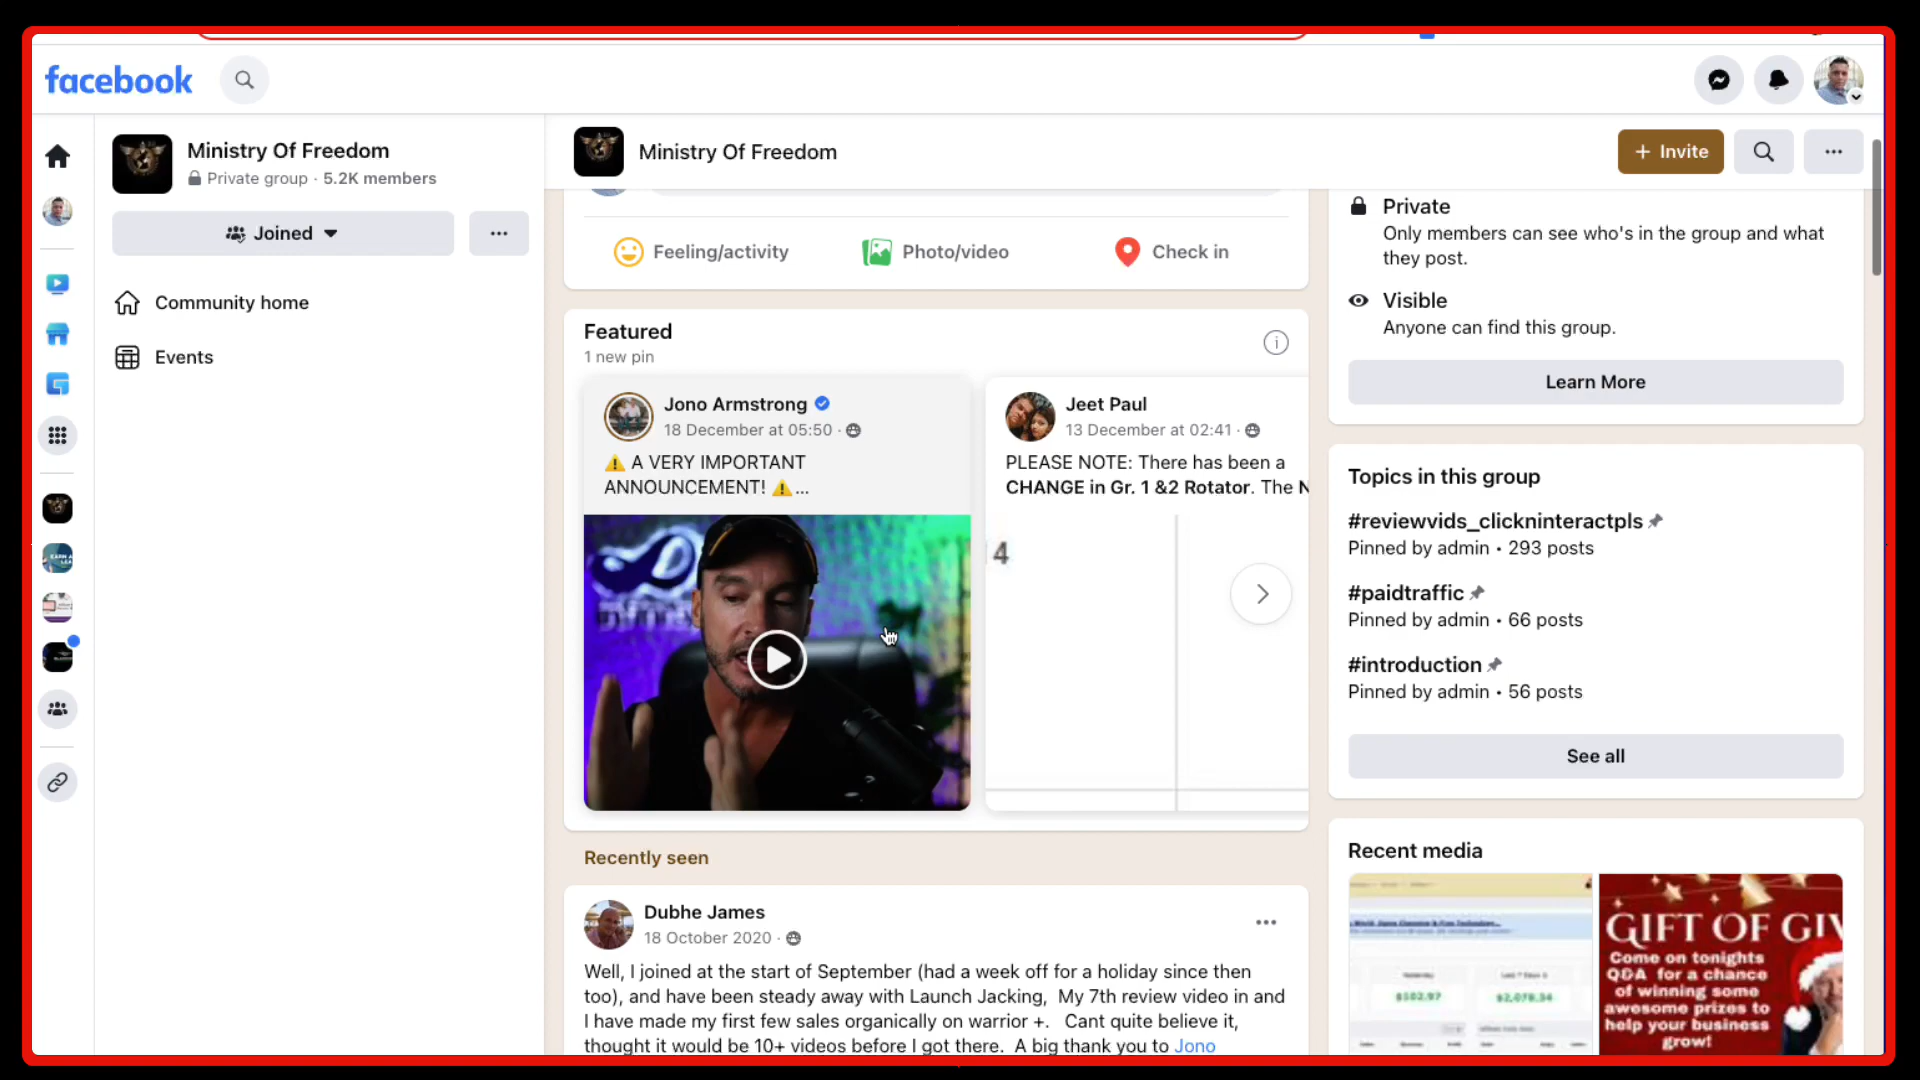 facebook
Ministry Of Freedom
Private group · 5.2K members
Joined
Community home
Events
Ministry Of Freedom
+ Invite
Feeling/activity
Photo/video
Check in
Featured
1 new pin
Jono Armstrong
18 December at 05:50 ·
⚠️ A VERY IMPORTANT
ANNOUNCEMENT! ⚠️...
Jeet Paul
13 December at 02:41 ·
PLEASE NOTE: There has been a
CHANGE in Gr. 1 &2 Rotator. The N
4
Recently seen
Dubhe James
18 October 2020 ·
Well, I joined at the start of September (had a week off for a holiday since then
too), and have been steady away with Launch Jacking, My 7th review video in and
I have made my first few sales organically on warrior +. Cant quite believe it,
thought it would be 10+ videos before I got there. A big thank you to Jono
Private
Only members can see who's in the group and what
they post.
Visible
Anyone can find this group.
Learn More
Topics in this group
#reviewvids_clickninteractpls
Pinned by admin • 293 posts
#paidtraffic
Pinned by admin • 66 posts
#introduction
Pinned by admin • 56 posts
See all
Recent media
$502.97
$2,078.34
GIFT OF GIV
Come on tonights
Q&A for a chance
of winning some
awesome prizes to
help your business
grow!